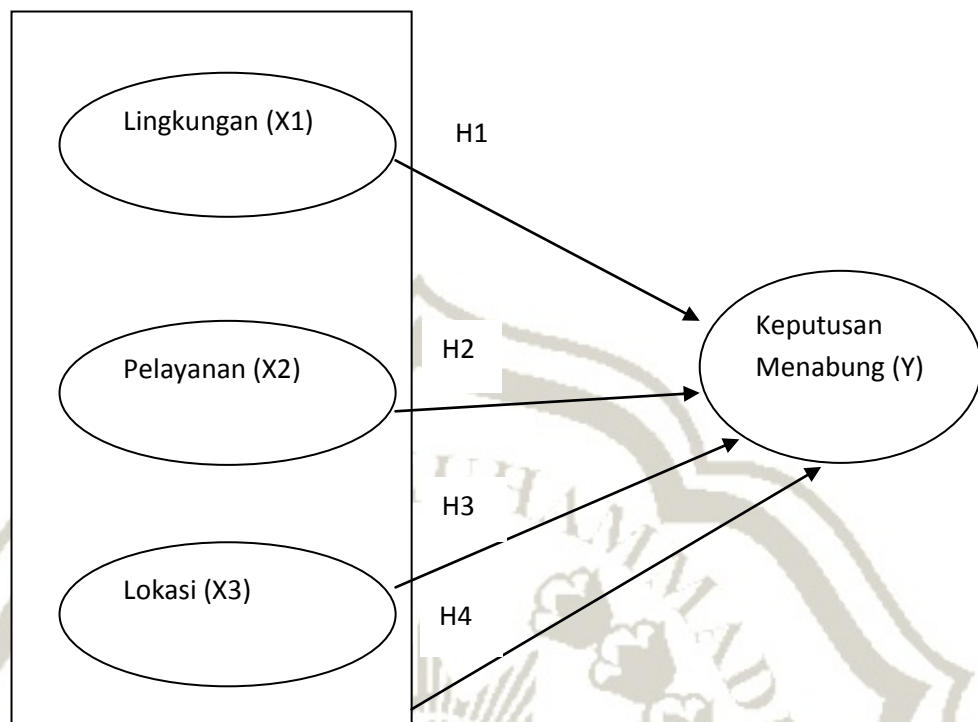 Lingkungan (X1)
H1
Keputusan
Menabung (Y)
H2
Pelayanan (X2)
H3
Lokasi (X3)
H4